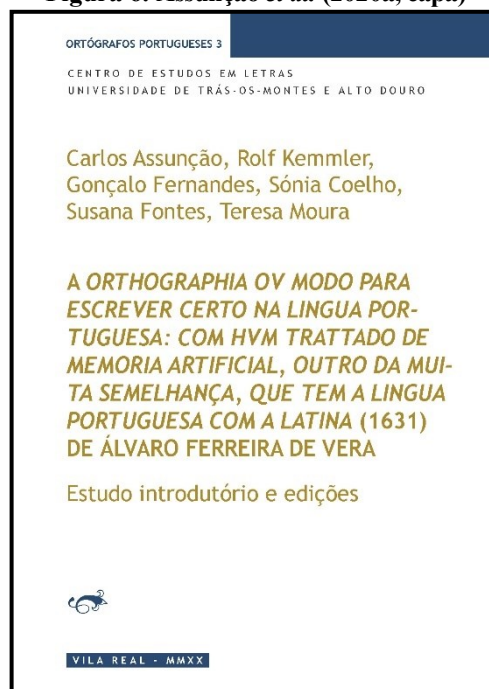 Figura 6: Assunção et al. (2020a, capa)
ORTÓGRAFOS PORTUGUESES 3
CENTRO DE ESTUDOS EM LETRAS
UNIVERSIDADE DE TRÁS-OS-MONTES E ALTO DOURO
Carlos Assunção, Rolf Kemmler,
Gonçalo Fernandes, Sónia Coelho,
Susana Fontes, Teresa Moura
A ORTHOGRAPHIA OV MODO PARA
ESCREVER CERTO NA LINGUA POR-
TUGUESA: COM HVM TRATTADO DE
MEMORIA ARTIFICIAL, OUTRO DA MUI-
TA SEMELHANÇA, QUE TEM A LINGUA
PORTUGUESA COM A LATINA (1631)
DE ÁLVARO FERREIRA DE VERA
Estudo introdutório e edições
VILA REAL - MMXX